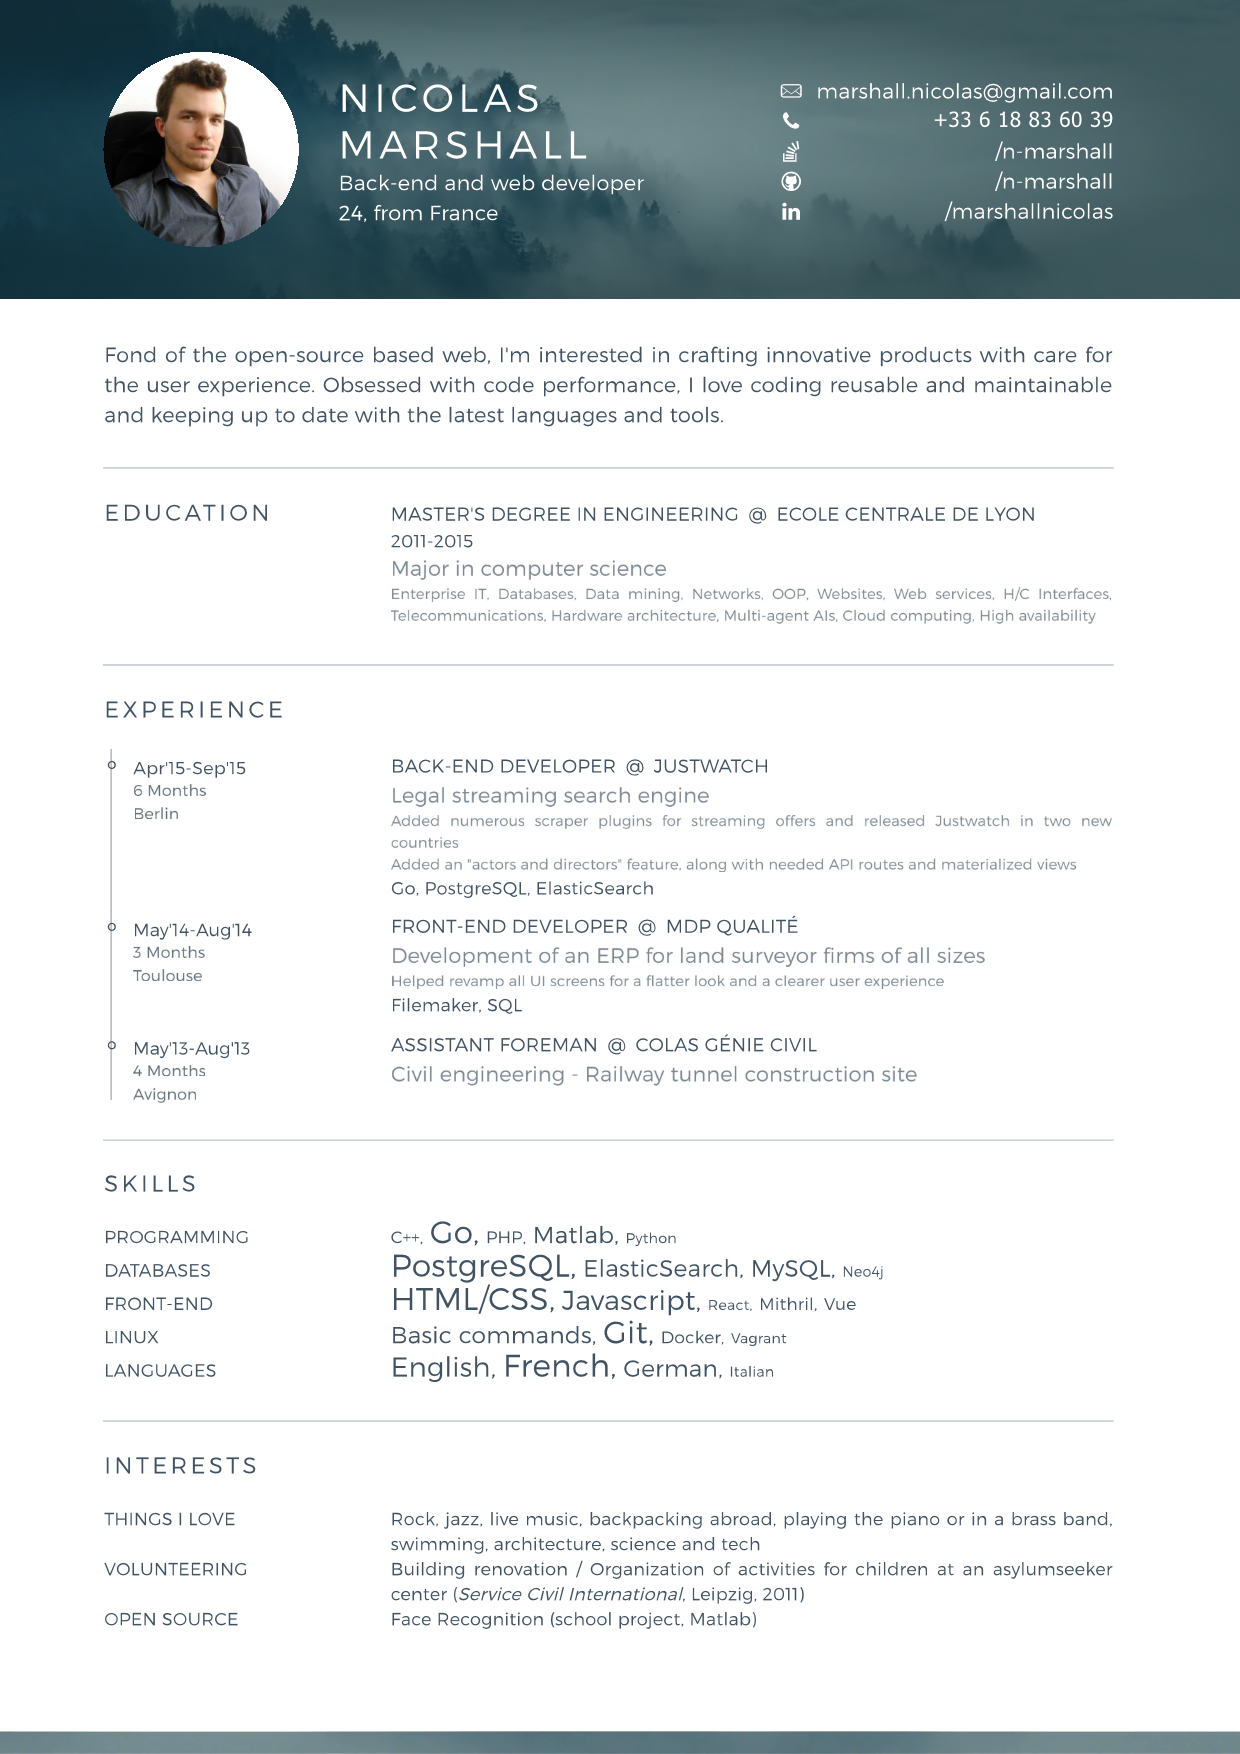 NICOLAS
MARSHALL
Back-end and web developer
24, from France
marshall.nicolas@gmail.com
+33 6 18 83 60 39
/n-marshall
/n-marshall
/marshallnicolas
Fond of the open-source based web, I'm interested in crafting innovative products with care for
the user experience. Obsessed with code performance, I love coding reusable and maintainable
and keeping up to date with the latest languages and tools.
EDUCATION
MASTER'S DEGREE IN ENGINEERING @ ECOLE CENTRALE DE LYON
2011-2015
Major in computer science
Enterprise IT, Databases, Data mining, Networks, OOP, Websites, Web services, H/C Interfaces,
Telecommunications, Hardware architecture, Multi-agent AIs, Cloud computing, High availability
EXPERIENCE
Apr'15-Sep'15
6 Months
Berlin
BACK-END DEVELOPER @ JUSTWATCH
Legal streaming search engine
Added numerous scraper plugins for streaming offers and released Justwatch in two new
countries
Added an "actors and directors" feature, along with needed API routes and materialized views
Go, PostgreSQL, ElasticSearch
May'14-Aug'14
3 Months
Toulouse
FRONT-END DEVELOPER @ MDP QUALITÉ
Development of an ERP for land surveyor firms of all sizes
Helped revamp all UI screens for a flatter look and a clearer user experience
Filemaker, SQL
May'13-Aug'13
4 Months
Avignon
ASSISTANT FOREMAN @ COLAS GÉNIE CIVIL
Civil engineering - Railway tunnel construction site
SKILLS
PROGRAMMING C++, Go, PHP, Matlab, Python
DATABASES PostgreSQL, ElasticSearch, MySQL, Neo4j
FRONT-END HTML/CSS, Javascript, React, Mithril, Vue
LINUX Basic commands, Git, Docker, Vagrant
LANGUAGES English, French, German, Italian
INTERESTS
THINGS I LOVE Rock, jazz, live music, backpacking abroad, playing the piano or in a brass band,
swimming, architecture, science and tech
VOLUNTEERING Building renovation / Organization of activities for children at an asylumseeker
center (Service Civil International, Leipzig, 2011)
OPEN SOURCE Face Recognition (school project, Matlab)